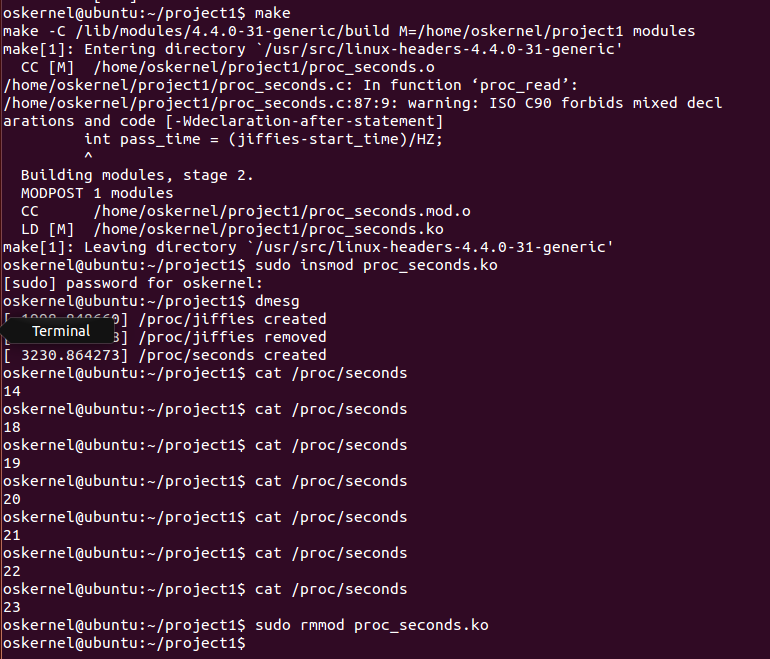 oskernel@ubuntu:~/project1$ make
make -C /lib/modules/4.4.0-31-generic/build M=/home/oskernel/project1 modules
make[1]: Entering directory `/usr/src/linux-headers-4.4.0-31-generic'
  CC [M]  /home/oskernel/project1/proc_seconds.o
/home/oskernel/project1/proc_seconds.c: In function ‘proc_read’:
/home/oskernel/project1/proc_seconds.c:87:9: warning: ISO C90 forbids mixed decl
arations and code [-Wdeclaration-after-statement]
         int pass_time = (jiffies-start_time)/HZ;
         ^
  Building modules, stage 2.
  MODPOST 1 modules
  CC      /home/oskernel/project1/proc_seconds.mod.o
  LD [M]  /home/oskernel/project1/proc_seconds.ko
make[1]: Leaving directory `/usr/src/linux-headers-4.4.0-31-generic'
oskernel@ubuntu:~/project1$ sudo insmod proc_seconds.ko
[sudo] password for oskernel:
oskernel@ubuntu:~/project1$ dmesg
/proc/jiffies created
Terminal
/proc/jiffies removed
[ 3230.864273] /proc/seconds created
oskernel@ubuntu:~/project1$ cat /proc/seconds
14
oskernel@ubuntu:~/project1$ cat /proc/seconds
18
oskernel@ubuntu:~/project1$ cat /proc/seconds
19
oskernel@ubuntu:~/project1$ cat /proc/seconds
20
oskernel@ubuntu:~/project1$ cat /proc/seconds
21
oskernel@ubuntu:~/project1$ cat /proc/seconds
22
oskernel@ubuntu:~/project1$ cat /proc/seconds
23
oskernel@ubuntu:~/project1$ sudo rmmod proc_seconds.ko
oskernel@ubuntu:~/project1$